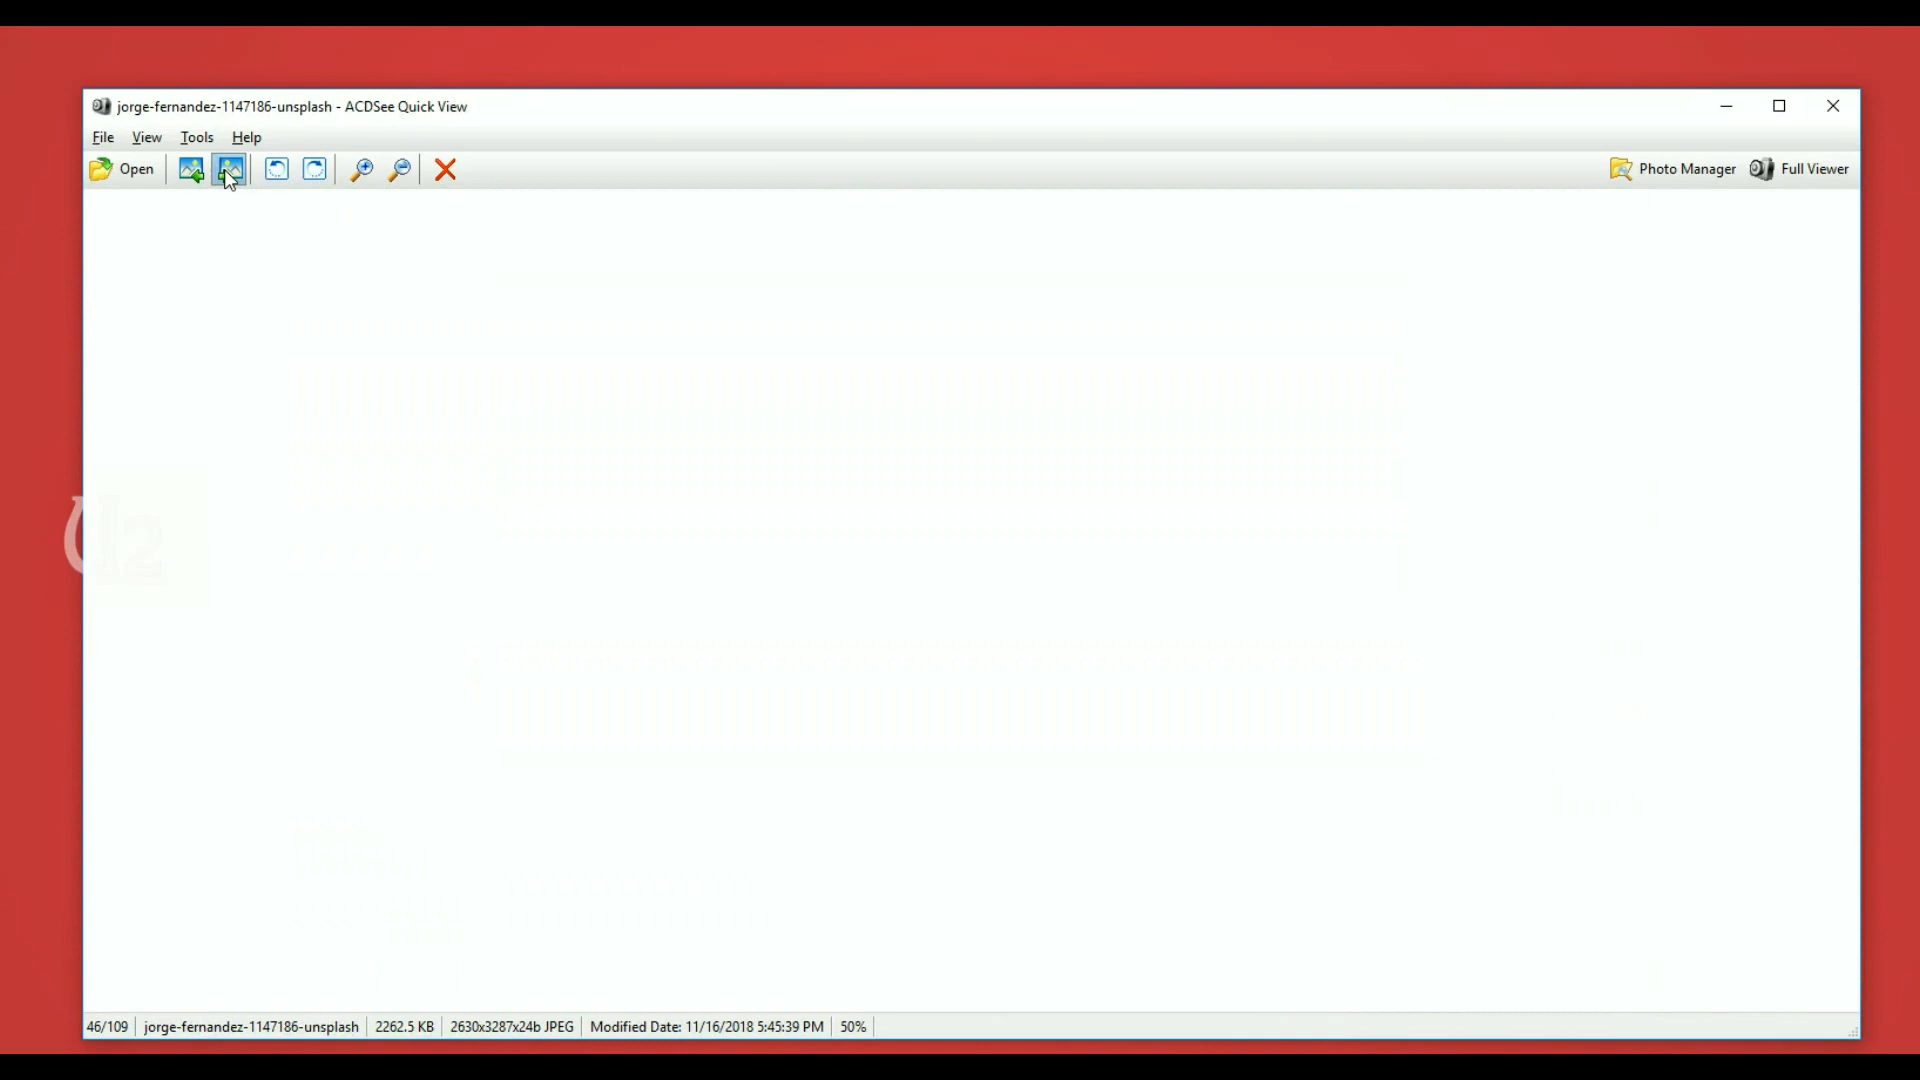 jorge-fernandez-1147186-unsplash - ACDSee Quick View
File View Tools Help
Open Photo Manager Full Viewer
46/109 jorge-fernandez-1147186-unsplash 2262.5 KB 2630x3287x24b JPEG Modified Date: 11/16/2018 5:45:39 PM 50%